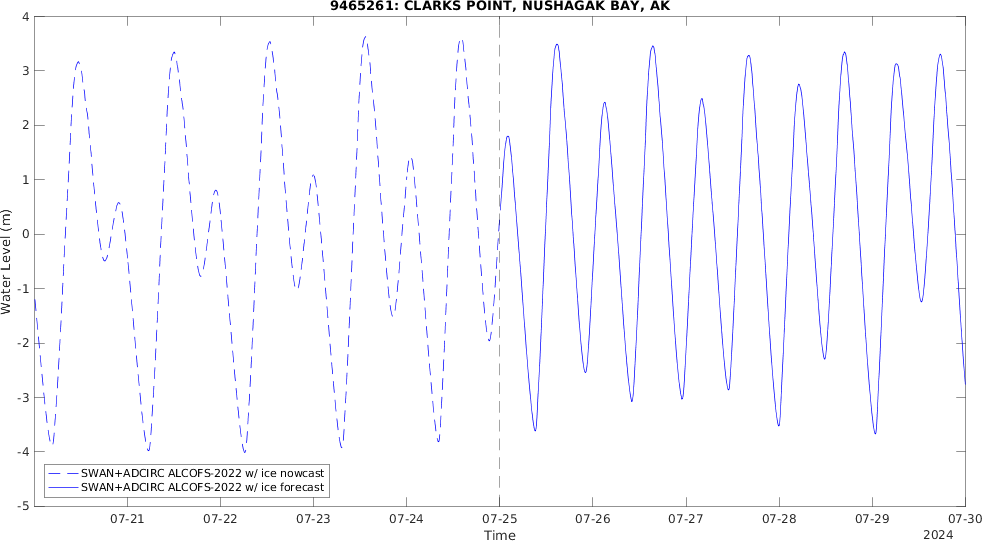 9465261: CLARKS POINT, NUSHAGAK BAY, AK
4
3
2
1
0
-1
-2
-3
-4
-5
Water Level (m)
SWAN+ADCIRC ALCOFS-2022 w/ ice nowcast
SWAN+ADCIRC ALCOFS-2022 w/ ice forecast
07-21 07-22 07-23 07-24 07-25 07-26 07-27 07-28 07-29 07-30
Time
2024